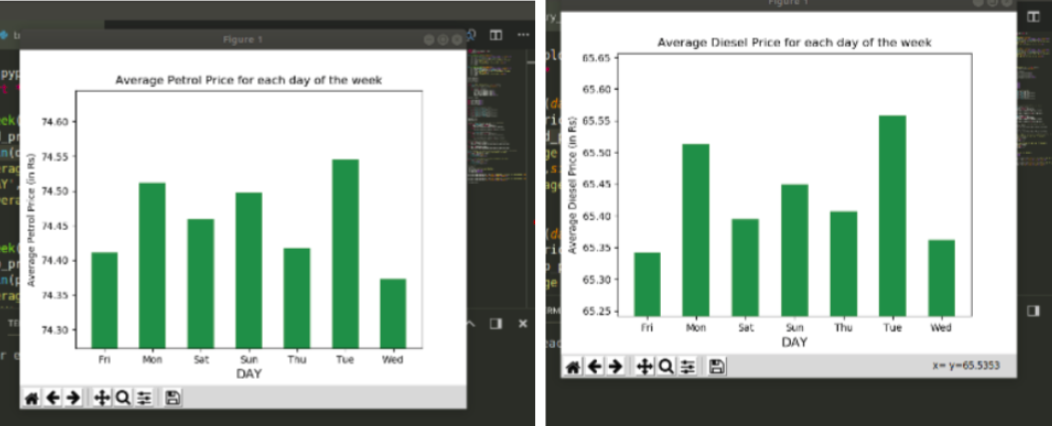 Figure 1
Average Petrol Price for each day of the week
Average Petrol Price (in Rs)
74.60
74.55
74.50
74.45
74.40
74.35
74.30
Fri Mon Sat Sun Thu Tue Wed
DAY
Figure 1
Average Diesel Price for each day of the week
Average Diesel Price (in Rs)
65.65
65.60
65.55
65.50
65.45
65.40
65.35
65.30
65.25
Fri Mon Sat Sun Thu Tue Wed
DAY
x= y=65.5353